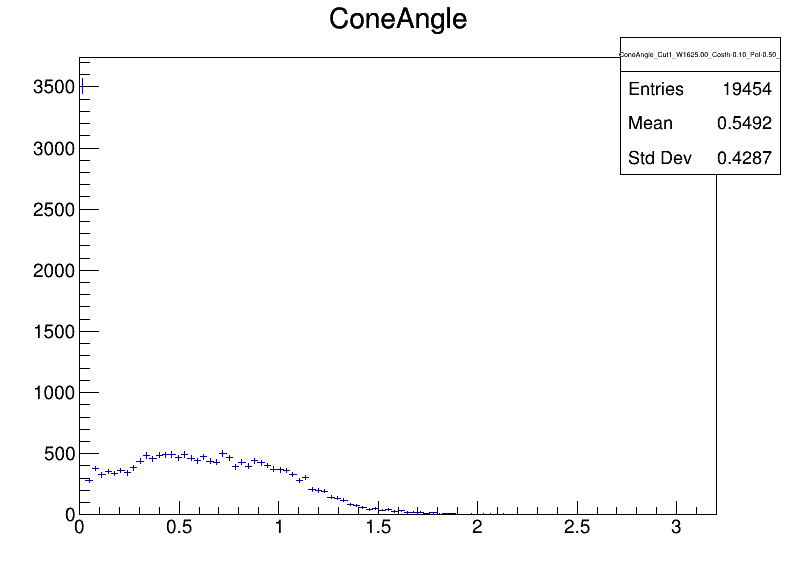 ConeAngle
ConeAngle_Cut1_W1625.00_Costh-0.10_Pol-0.50_
Entries 19454
Mean 0.5492
Std Dev 0.4287
3500
3000
2500
2000
1500
1000
500
0
0 0.5 1 1.5 2 2.5 3